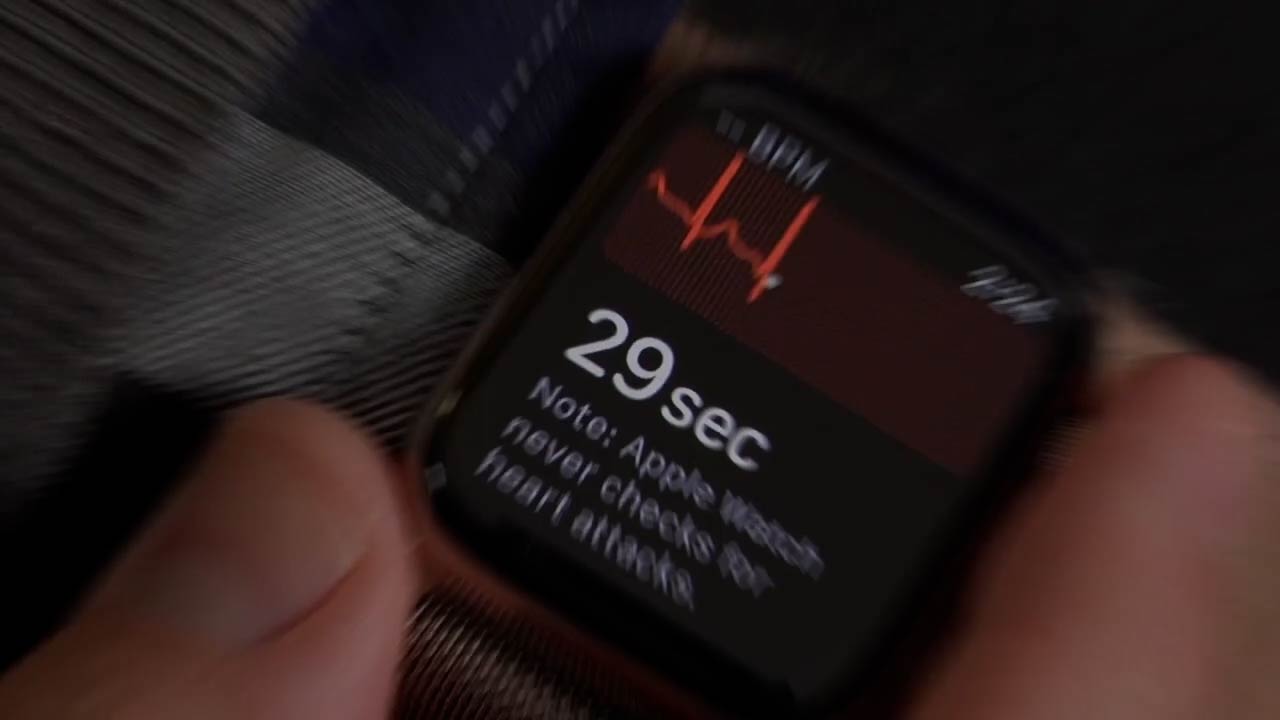 BPM
29sec
Note: Apple Watch
never checks for
heart attacks.